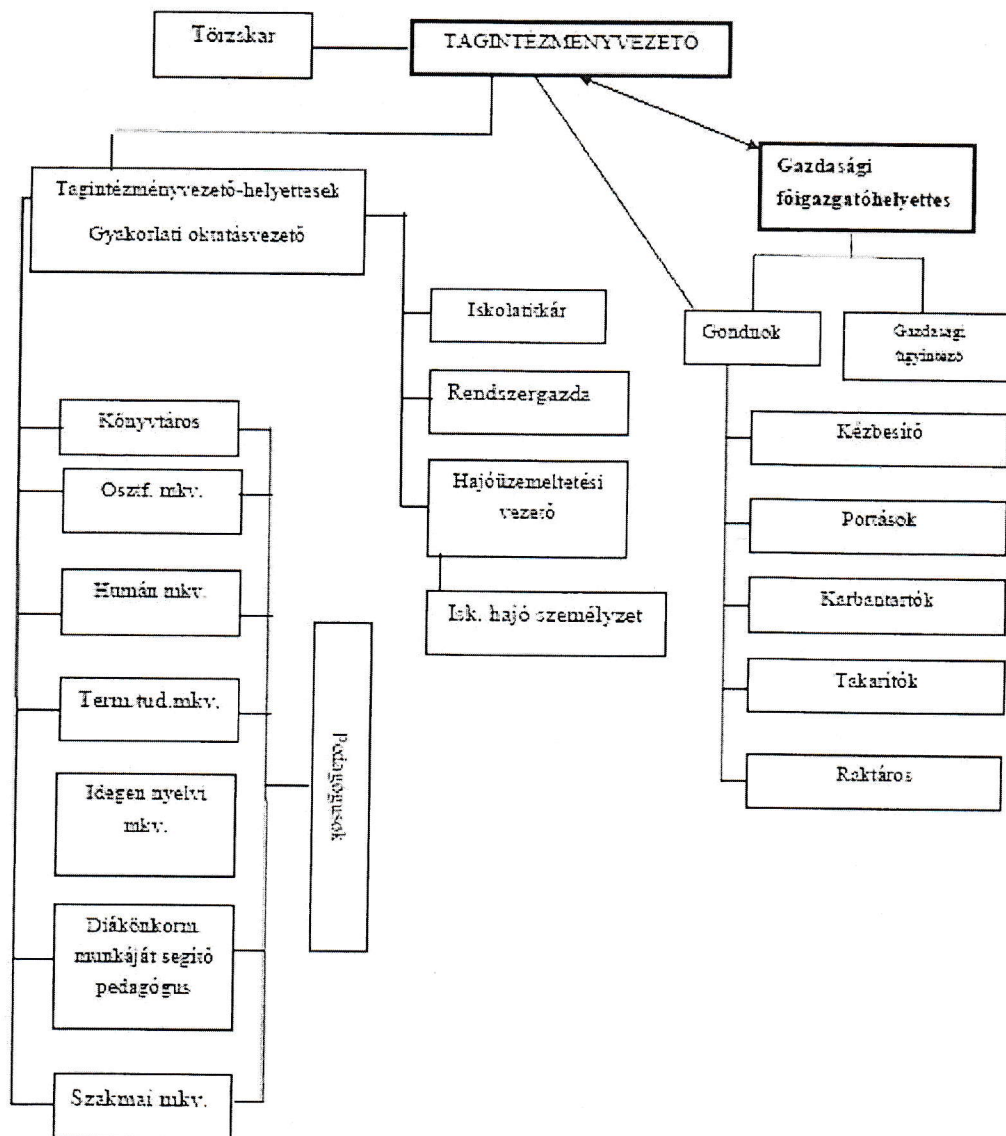 Törzskar
TAGINTÉZMÉNYVEZETŐ
Gazdasági
főigazgatóhelyettes
Tagintézményvezető-helyettesek
Gyakorlati oktatásvezető
Iskolatitkár
Gondnok
Gazdasági
ügyintéző
Rendszergazda
Könyvtáros
Kézbesítő
Hajóüzemeltetési
vezető
Osztf. mkv.
Portások
Humán mkv.
Isk. hajó személyzet
Karbantartók
Term.tud.mkv.
Takarítók
Pedagógusok
Idegen nyelvi
mkv.
Raktáros
Diákönkorm
munkáját segítő
pedagógus
Szakmai mkv.